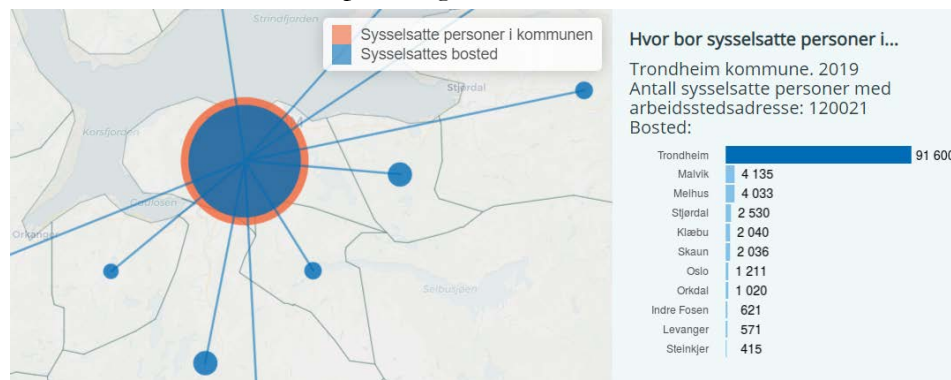 Strindfjorden
Sysselsatte personer i kommunen
Sysselsattes bosted
Stjørdal
Korsfjorden
Gaulosen
Orkanger
Selbusjøen
Hvor bor sysselsatte personer i...
Trondheim kommune. 2019
Antall sysselsatte personer med
arbeidsstedsadresse: 120021
Bosted:
Trondheim 91 600
Malvik 4 135
Melhus 4 033
Stjørdal 2 530
Klæbu 2 040
Skaun 2 036
Oslo 1 211
Orkdal 1 020
Indre Fosen 621
Levanger 571
Steinkjer 415